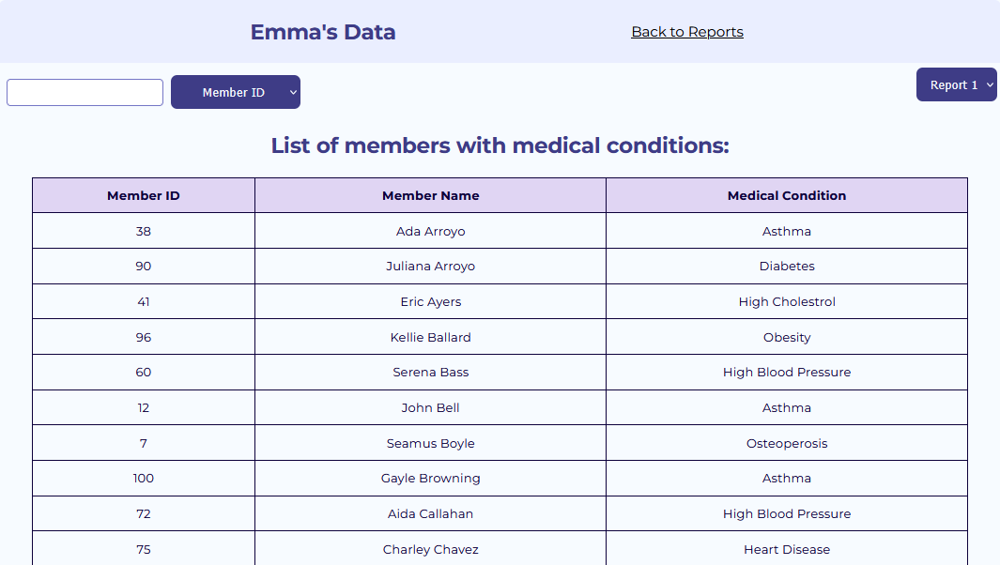 Emma's Data Back to Reports
Member ID Report 1
List of members with medical conditions:
Member ID Member Name Medical Condition
38 Ada Arroyo Asthma
90 Juliana Arroyo Diabetes
41 Eric Ayers High Cholestrol
96 Kellie Ballard Obesity
60 Serena Bass High Blood Pressure
12 John Bell Asthma
7 Seamus Boyle Osteoperosis
100 Gayle Browning Asthma
72 Aida Callahan High Blood Pressure
75 Charley Chavez Heart Disease